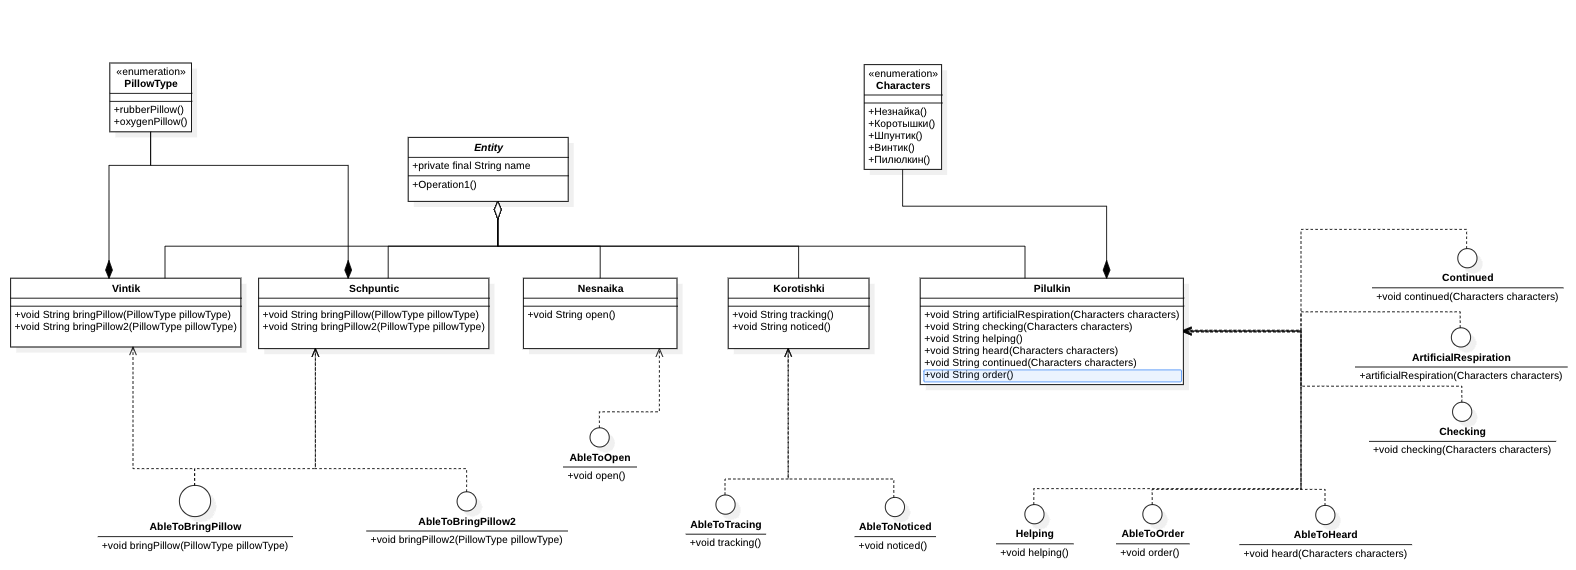 «enumeration»
PillowType
+rubberPillow()
+oxygenPillow()
«enumeration»
Characters
+Незнайка()
+Коротышки()
+Шпунтик()
+Винтик()
+Пилюлкин()
Entity
+private final String name
+Operation1()
Vintik
+void String bringPillow(PillowType pillowType)
+void String bringPillow2(PillowType pillowType)
Schpuntic
+void String bringPillow(PillowType pillowType)
+void String bringPillow2(PillowType pillowType)
Nesnaika
+void String open()
Korotishki
+void String tracking()
+void String noticed()
Pilulkin
+void String artificialRespiration(Characters characters)
+void String checking(Characters characters)
+void String helping()
+void String heard(Characters characters)
+void String continued(Characters characters)
+void String order()
Continued
+void continued(Characters characters)
ArtificialRespiration
+artificialRespiration(Characters characters)
Checking
+void checking(Characters characters)
AbleToOpen
+void open()
AbleToBringPillow
+void bringPillow(PillowType pillowType)
AbleToBringPillow2
+void bringPillow2(PillowType pillowType)
AbleToTracing
+void tracking()
AbleToNoticed
+void noticed()
Helping
+void helping()
AbleToOrder
+void order()
AbleToHeard
+void heard(Characters characters)